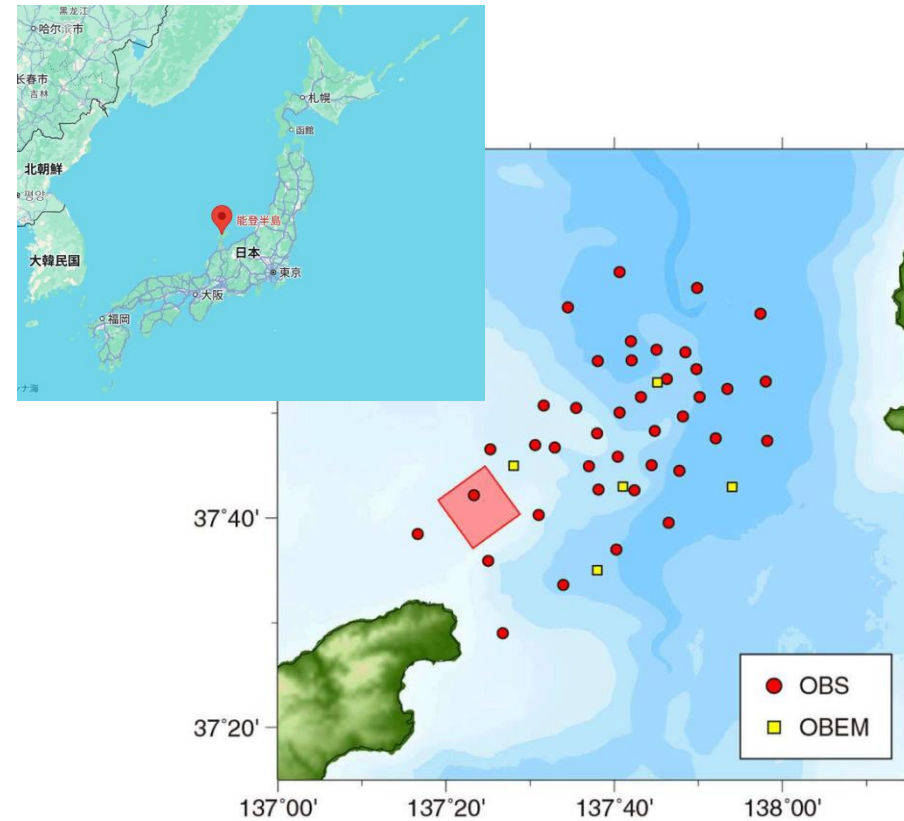 黑龙江
哈尔滨市
长春市
吉林
札幌
函館
北朝鮮
평양
能登半島
日本
大韓民国
東京
大阪
福岡
ナ海
37°40'
37°20'
OBS
OBEM
137°00'
137°20'
137°40'
138°00'